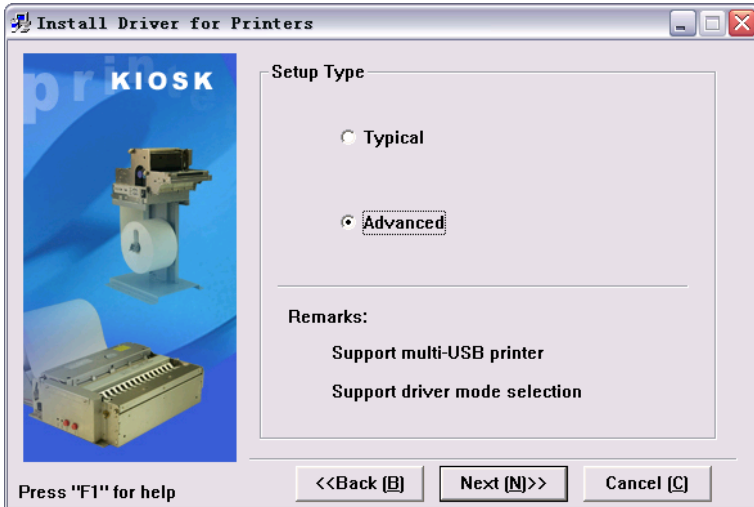 Install Driver for Printers
printe
KIOSK
Setup Type
Typical
Advanced
Remarks:
Support multi-USB printer
Support driver mode selection
<<Back (B)
Next (N)>>
Cancel (C)
Press "F1" for help